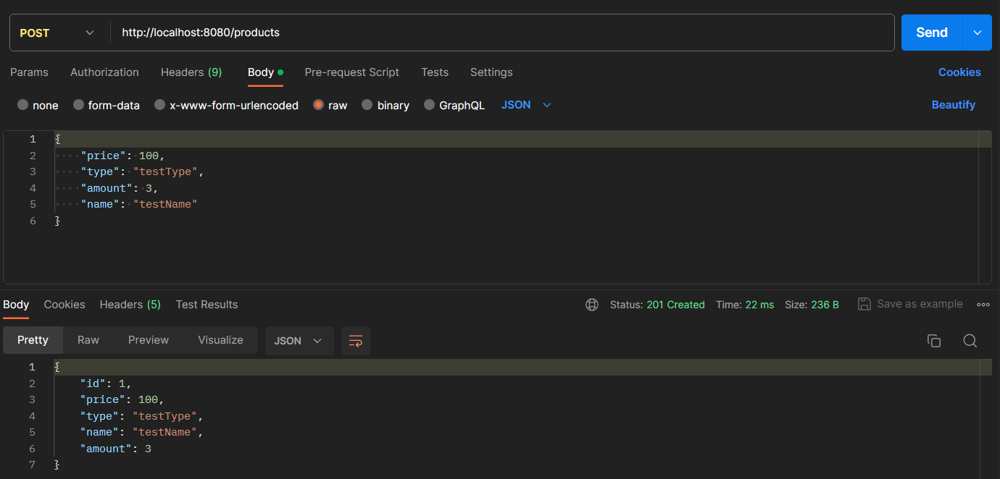 POST http://localhost:8080/products Send
Params Authorization Headers (9) Body Pre-request Script Tests Settings Cookies
none form-data x-www-form-urlencoded raw binary GraphQL JSON Beautify
1 {
2 "price": 100,
3 "type": "testType",
4 "amount": 3,
5 "name": "testName"
6 }
Body Cookies Headers (5) Test Results Status: 201 Created Time: 22 ms Size: 236 B Save as example
Pretty Raw Preview Visualize JSON
1 {
2 "id": 1,
3 "price": 100,
4 "type": "testType",
5 "name": "testName",
6 "amount": 3
7 }